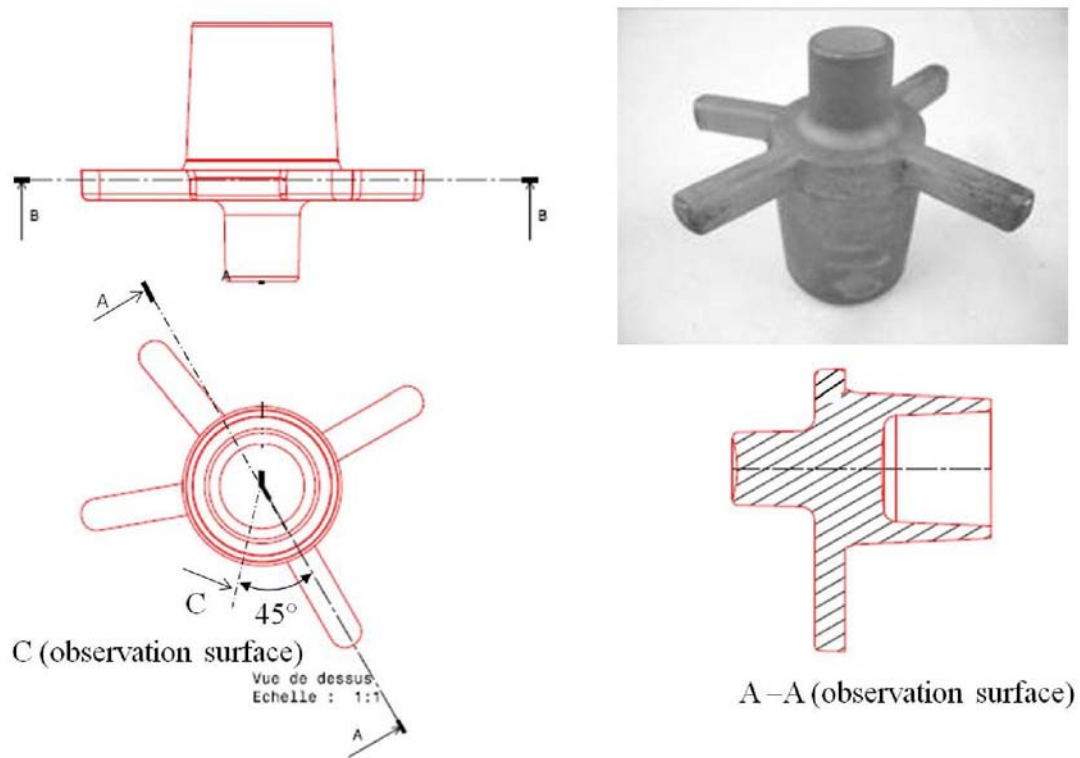 B
B
A
A
C
45°
C (observation surface)
Vue de dessus
Echelle : 1:1
A
A –A (observation surface)